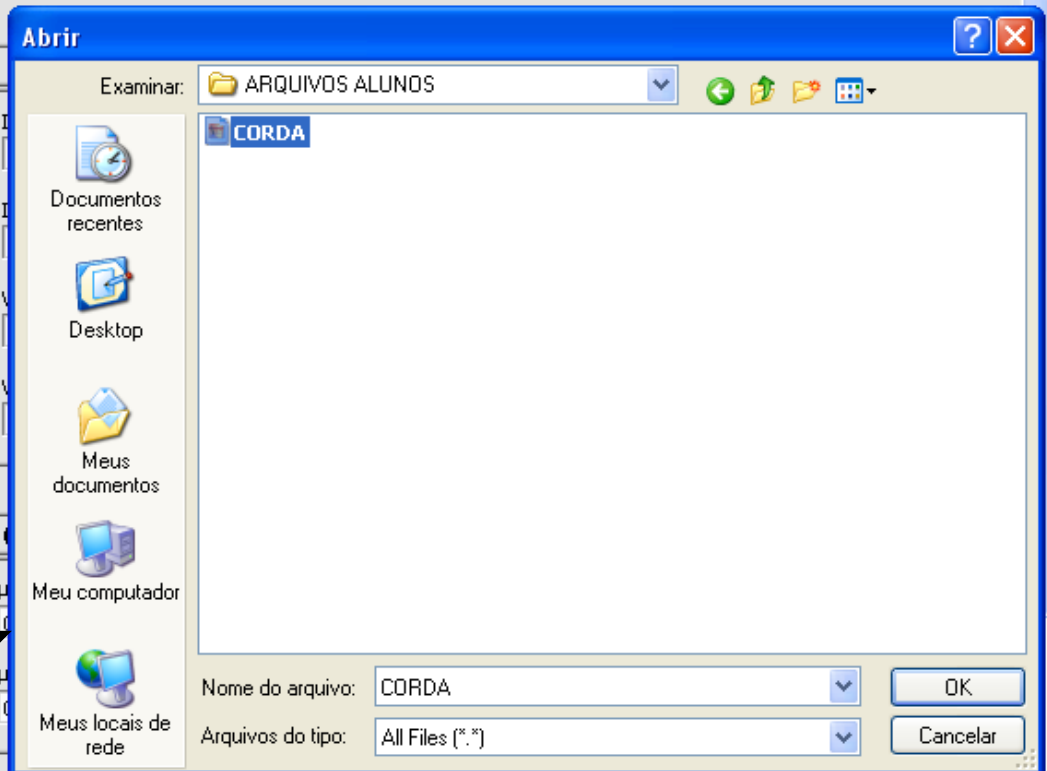 Abrir
Examinar: ARQUIVOS ALUNOS
CORDA
Documentos
recentes
Desktop
Meus
documentos
Meu computador
Meus locais de
rede
Nome do arquivo: CORDA OK
Arquivos do tipo: All Files (*.*) Cancelar